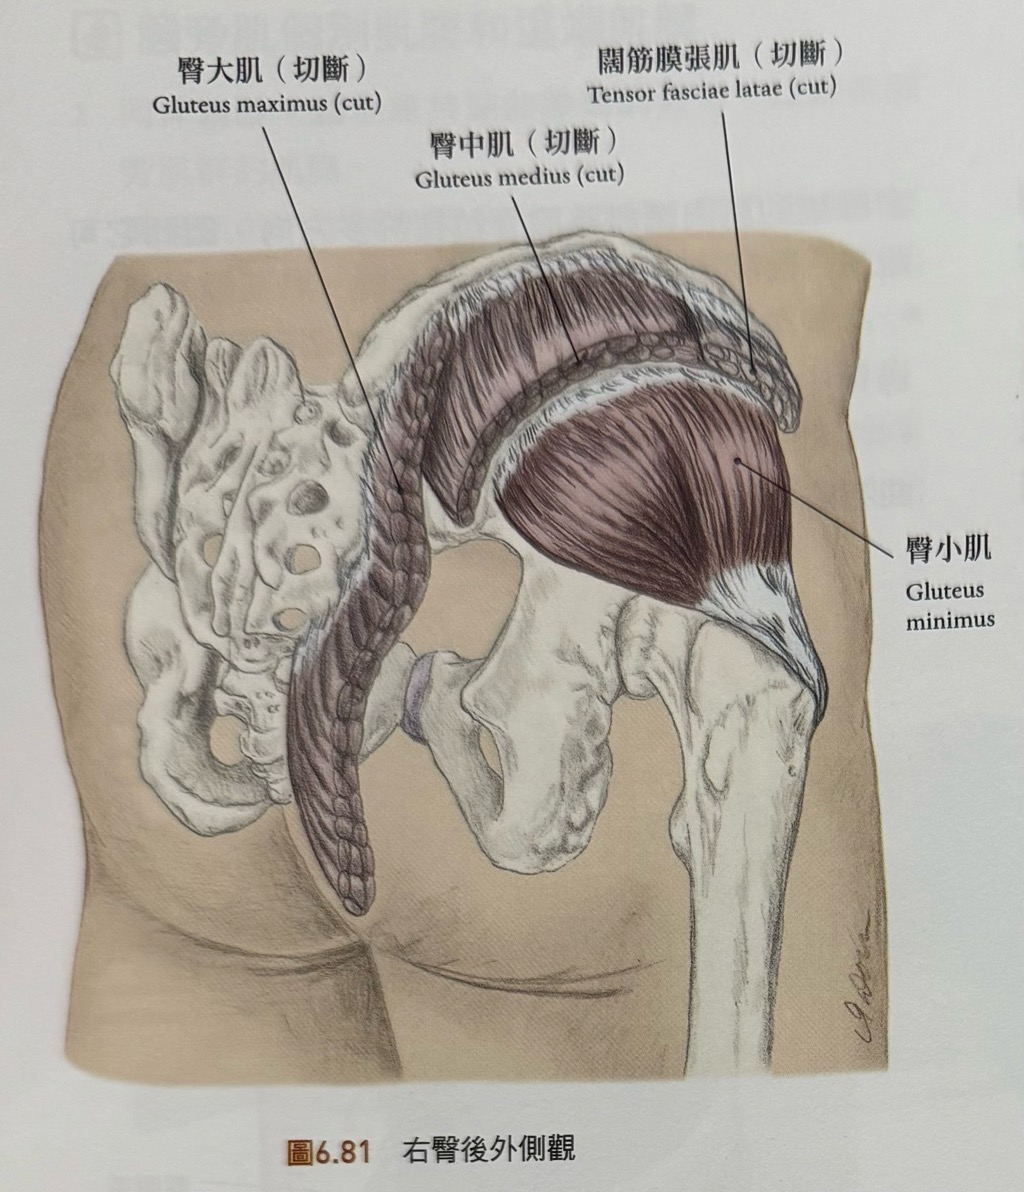 臀大肌（切斷）
Gluteus maximus (cut)
闊筋膜張肌（切斷）
Tensor fasciae latae (cut)
臀中肌（切斷）
Gluteus medius (cut)
臀小肌
Gluteus
minimus
圖6.81 右臀後外側觀